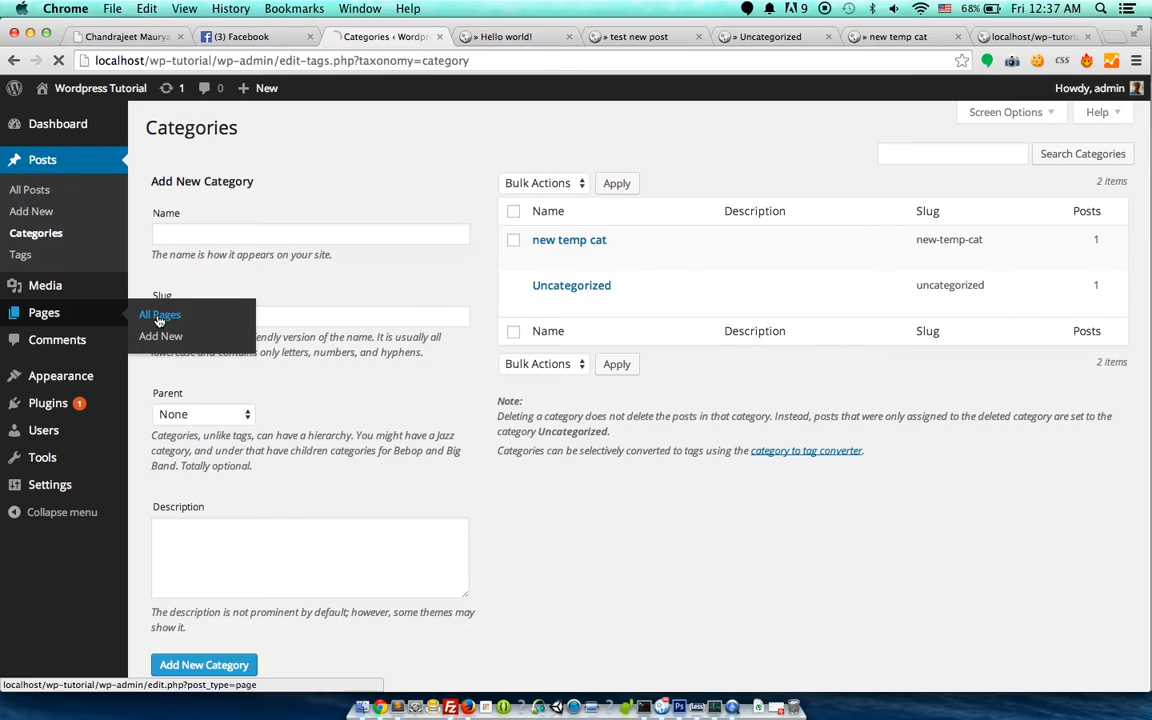 Chrome File Edit View History Bookmarks Window Help 9 68% Fri 12:37 AM
Chandrajeet Maurya (3) Facebook Categories ‹ Wordpr » Hello world! » test new post » Uncategorized » new temp cat localhost/wp-tutoria
localhost/wp-tutorial/wp-admin/edit-tags.php?taxonomy=category css
Wordpress Tutorial 1 0 + New Howdy, admin
Screen Options Help
Dashboard
Posts
All Posts
Add New
Categories
Tags
Media
Pages
All Pages
Add New
Comments
Appearance
Plugins 1
Users
Tools
Settings
Collapse menu
Categories
Search Categories
Add New Category
Name
The name is how it appears on your site.
Slug
friendly version of the name. It is usually all
lowercase and contains only letters, numbers, and hyphens.
Parent
None
Categories, unlike tags, can have a hierarchy. You might have a Jazz
category, and under that have children categories for Bebop and Big
Band. Totally optional.
Description
The description is not prominent by default; however, some themes may
show it.
Add New Category
Bulk Actions Apply 2 items
Name Description Slug Posts
new temp cat new-temp-cat 1
Uncategorized uncategorized 1
Name Description Slug Posts
Bulk Actions Apply 2 items
Note:
Deleting a category does not delete the posts in that category. Instead, posts that were only assigned to the deleted category are set to the
category Uncategorized.
Categories can be selectively converted to tags using the category to tag converter.
localhost/wp-tutorial/wp-admin/edit.php?post_type=page